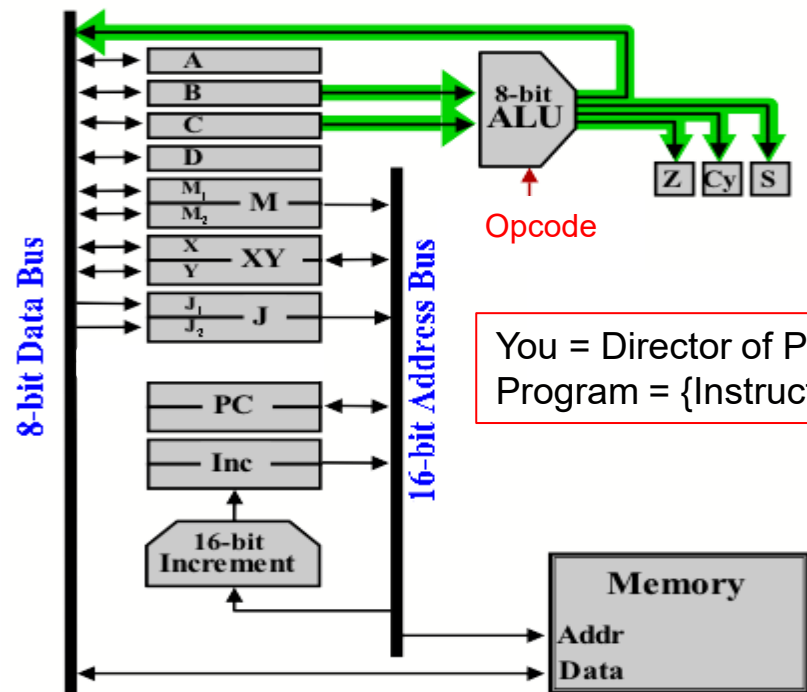 A
B
C
D
M1
M2
M
X
Y
XY
J1
J2
J
PC
Inc
16-bit
Increment
8-bit Data Bus
16-bit Address Bus
8-bit
ALU
Opcode
Z Cy S
You = Director of P
Program = {Instruct
Memory
Addr
Data